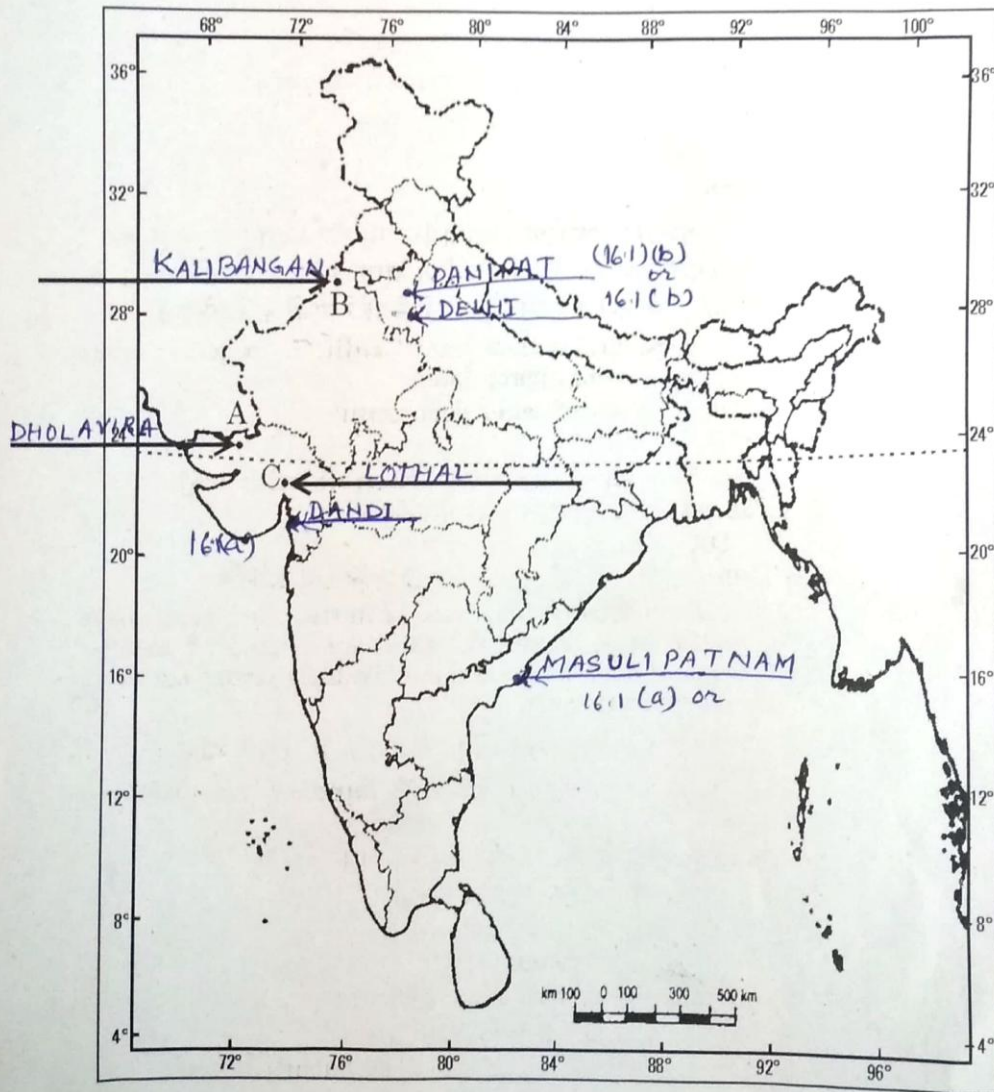 68° 72° 76° 80° 84° 88° 92° 96° 100°
36° 36°
32° 32°
KALIBANGAN
B
PANIPAT (16.1)(b)
or
28° DELHI 16.1(b) 28°
A
DHOLAVIRA
24° 24°
C LOTHAL
DANDI
16.1(a)
20° 20°
MASULIPATNAM
16° 16°
16.1 (a) or
12° 12°
8° 8°
km 100 0 100 300 500 km
4° 4°
72° 76° 80° 84° 88° 92° 96°